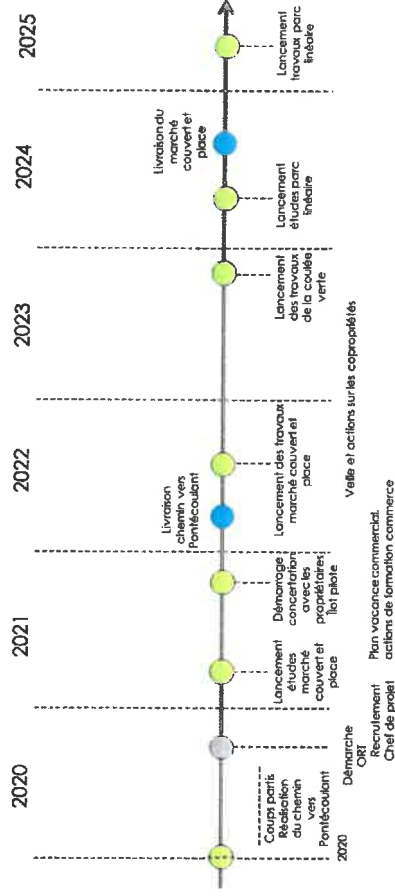 2020
2021
2022
2023
2024
2025
Livraison
chemin vers
Pontécoulant
Livraison du
marché
couvert et
place
Coups partis
Réalisation
du chemin
vers
Pontécoulant
2020
Démarche
ORT
Recrutement
Chef de projet
Lancement
études
marché
couvert et
place
Démarrage
concertation
avec les
propriétaires
îlot pilote
Lancement des travaux
marché couvert et
place
Lancement
des travaux
de la coulée
verte
Lancement
études parc
linéaire
Lancement
travaux parc
linéaire
Plan vacance commercial,
actions de formation commerce
Veille et actions sur les copropriétés